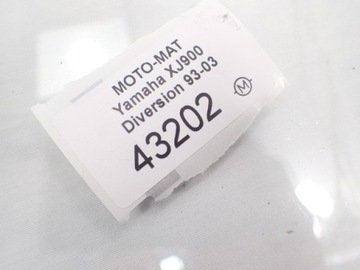 MOTO-MAT
Yamaha XJ900
Diversion 93-03
43202
M